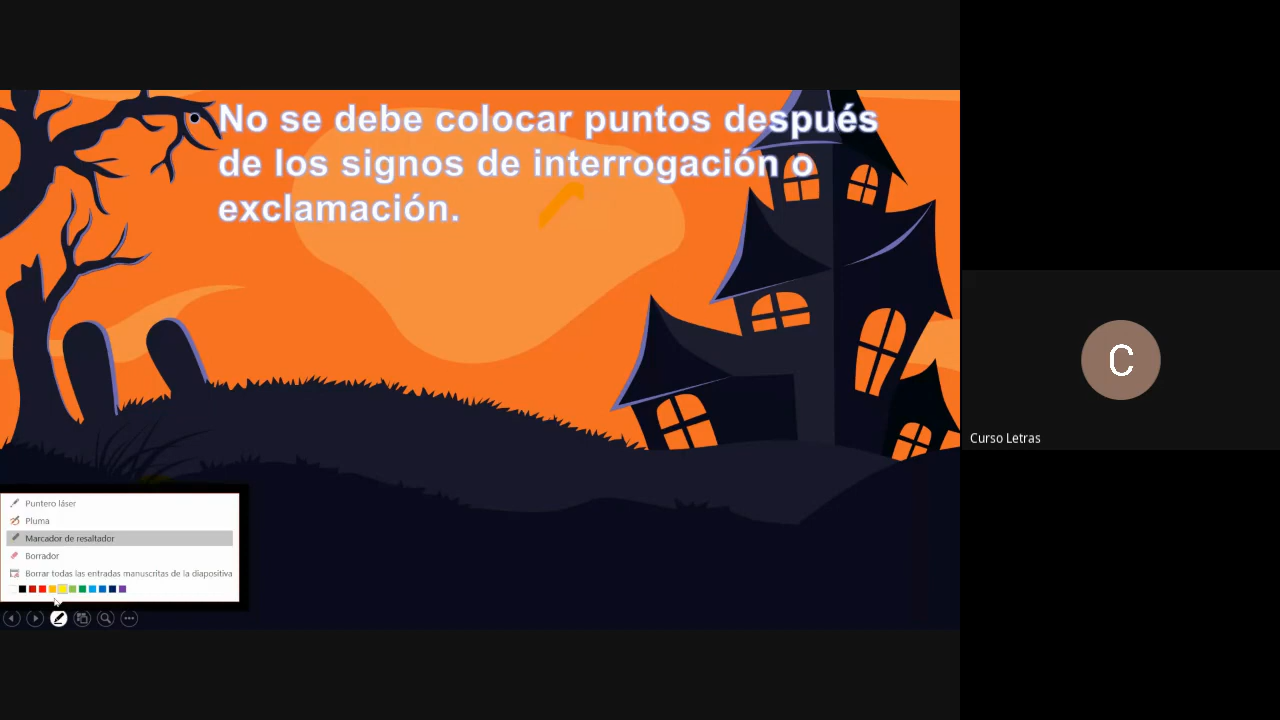 No se debe colocar puntos después
de los signos de interrogación o
exclamación.
Puntero láser
Pluma
Marcador de resaltador
Borrador
Borrar todas las entradas manuscritas de la diapositiva
C
Curso Letras